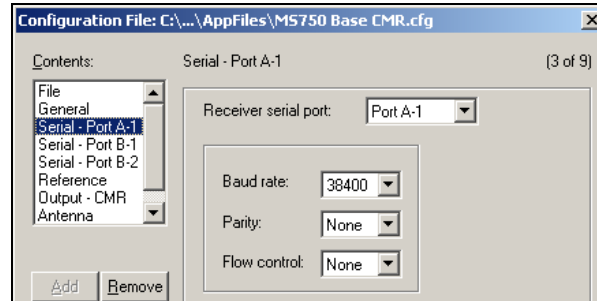 Configuration File: C:\...\AppFiles\MS750 Base CMR.cfg
Contents:
Serial - Port A-1
(3 of 9)
File
General
Serial - Port A-1
Serial - Port B-1
Serial - Port B-2
Reference
Output - CMR
Antenna
Receiver serial port: Port A-1
Baud rate: 38400
Parity: None
Flow control: None
Add Remove